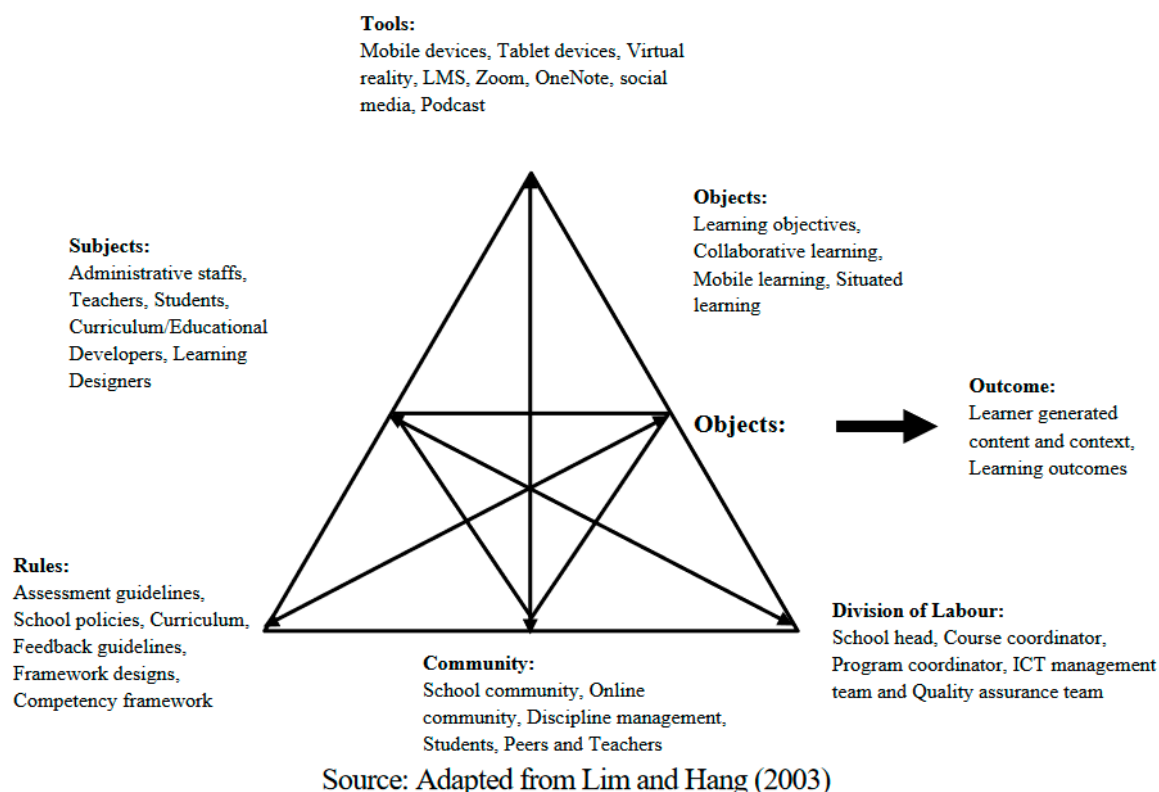 Tools:
Mobile devices, Tablet devices, Virtual
reality, LMS, Zoom, OneNote, social
media, Podcast
Objects:
Learning objectives,
Collaborative learning,
Mobile learning, Situated
learning
Subjects:
Administrative staffs,
Teachers, Students,
Curriculum/Educational
Developers, Learning
Designers
Objects:
Outcome:
Learner generated
content and context,
Learning outcomes
Rules:
Assessment guidelines,
School policies, Curriculum,
Feedback guidelines,
Framework designs,
Competency framework
Community:
School community, Online
community, Discipline management,
Students, Peers and Teachers
Division of Labour:
School head, Course coordinator,
Program coordinator, ICT management
team and Quality assurance team
Source: Adapted from Lim and Hang (2003)